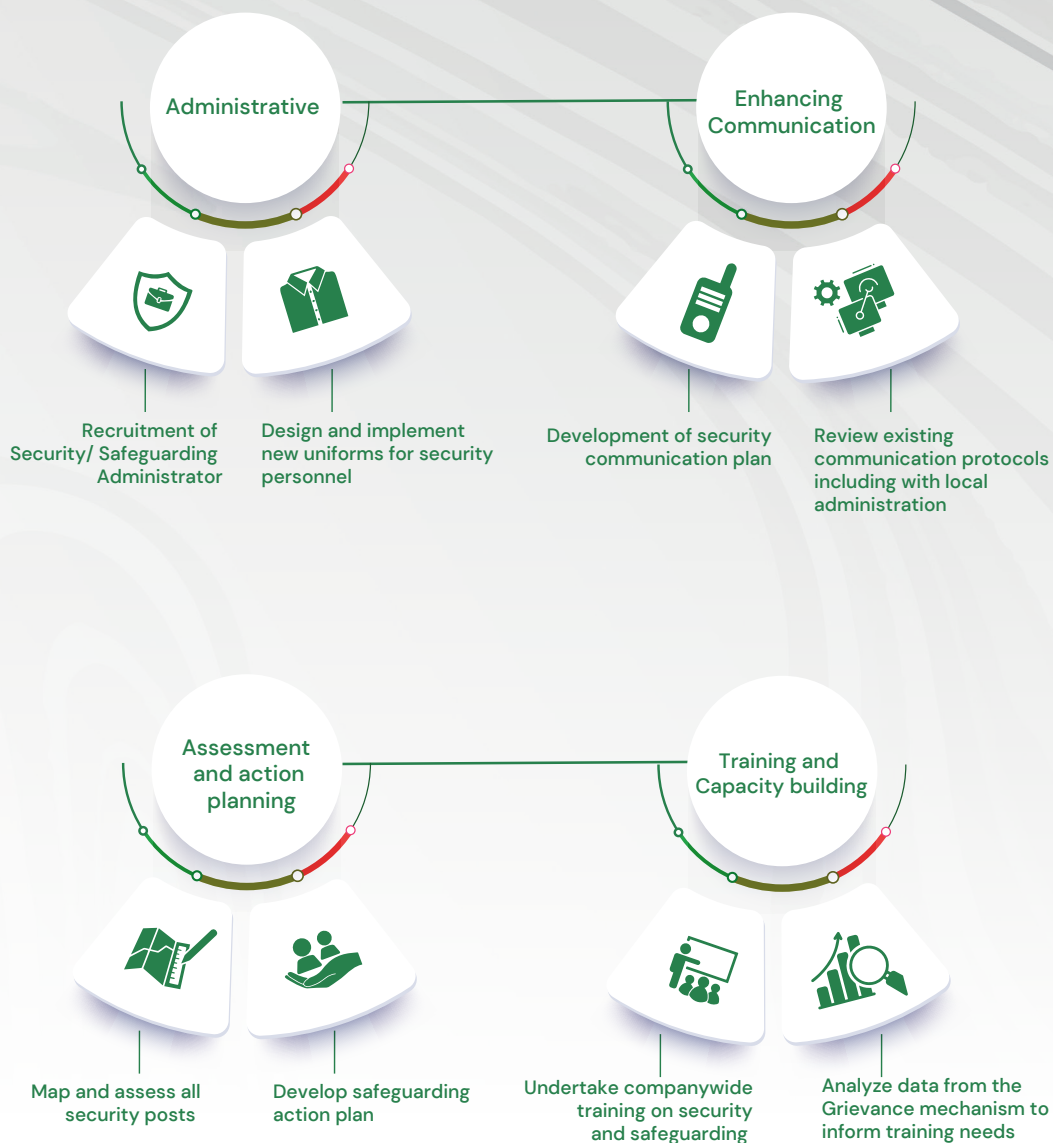 Administrative
Enhancing
Communication
Recruitment of
Security/ Safeguarding
Administrator
Design and implement
new uniforms for security
personnel
Development of security
communication plan
Review existing
communication protocols
including with local
administration
Assessment
and action
planning
Training and
Capacity building
Map and assess all
security posts
Develop safeguarding
action plan
Undertake companywide
training on security
and safeguarding
Analyze data from the
Grievance mechanism to
inform training needs